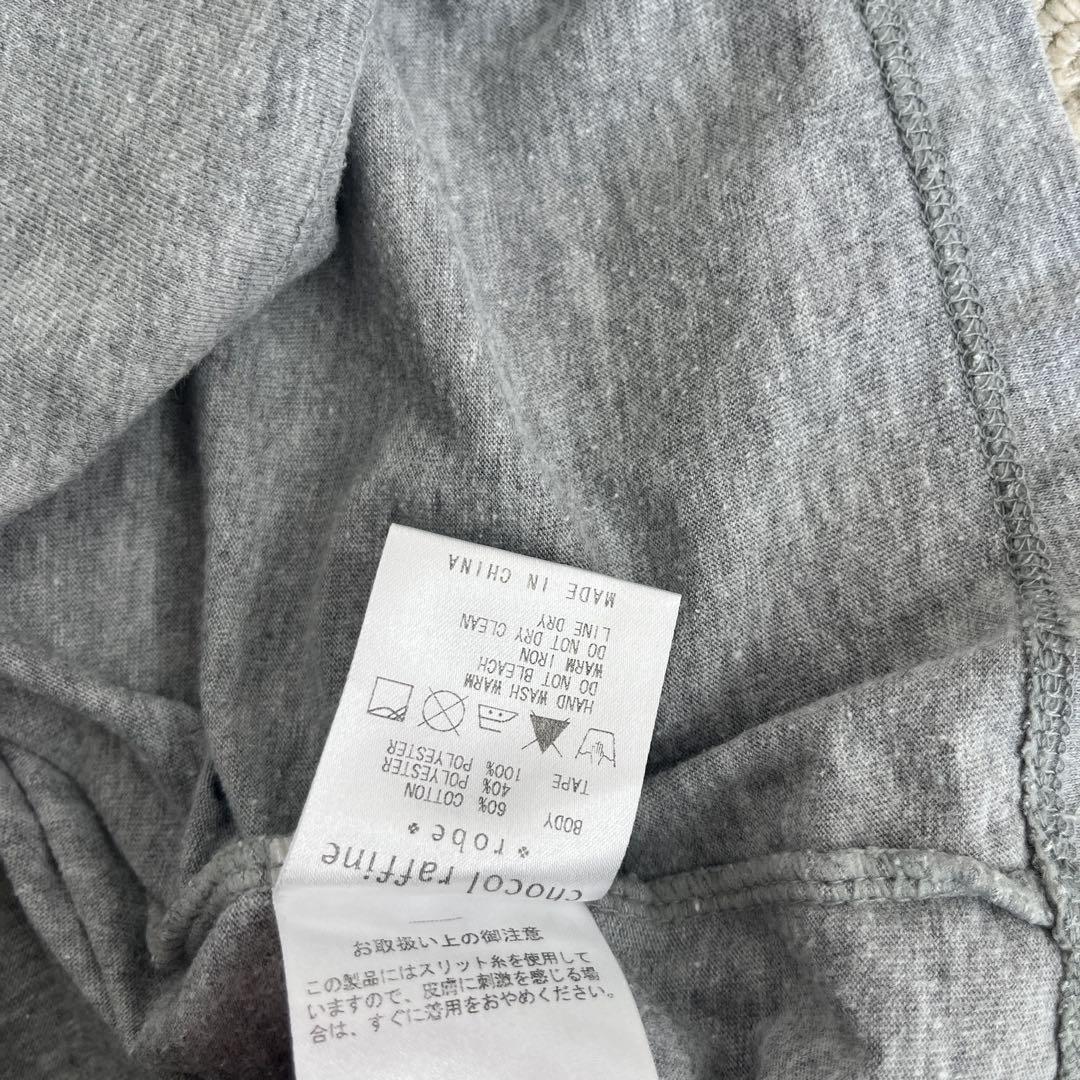 chocol raffine
robe
BODY
60% COTTON
40% POLYESTER
TAPE
100% POLYESTER
HAND WASH WARM
DO NOT BLEACH
WARM IRON
DO NOT DRY CLEAN
LINE DRY
MADE IN CHINA
お取扱い上の御注意
この製品にはスリット糸を使用して
いますので、皮膚に刺激を感じる場
合は、すぐに着用をおやめください。